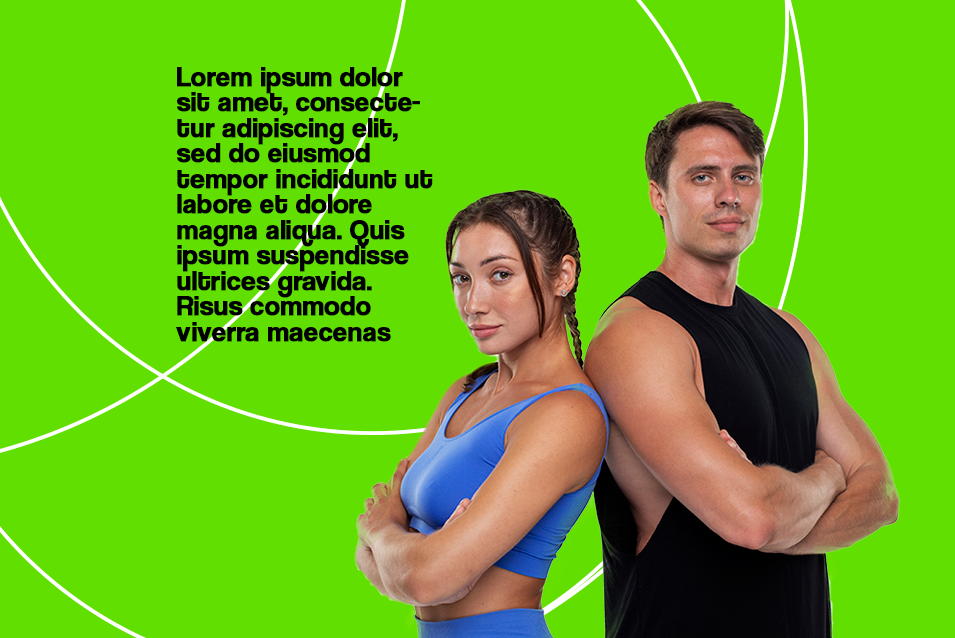 Lorem ipsum dolor
sit amet, consecte-
tur adipiscing elit,
sed do eiusmod
tempor incididunt ut
labore et dolore
magna aliqua. Quis
ipsum suspendisse
ultrices gravida.
Risus commodo
viverra maecenas